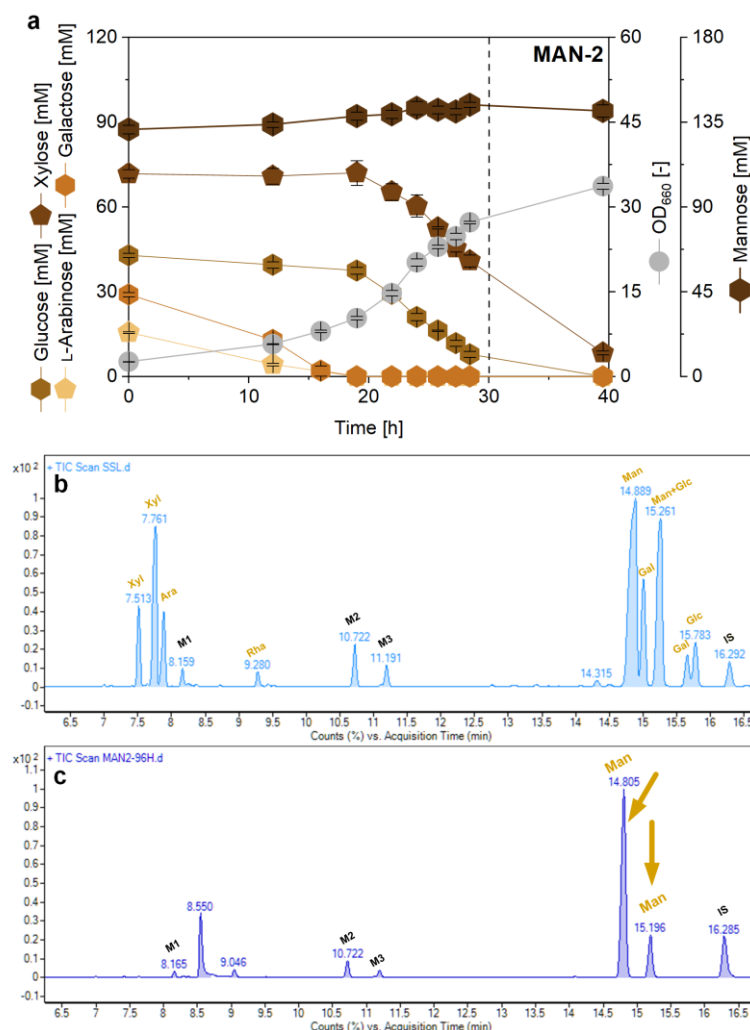 a
MAN-2
120
90
60
30
0
60
45
30
15
0
180
135
90
45
0
Glucose [mM]
Xylose [mM]
L-Arabinose [mM]
Galactose [mM]
OD660 [-]
Mannose [mM]
0 10 20 30 40
Time [h]
b
+ TIC Scan SSL.d
x10 2
1
0.9
0.8
0.7
0.6
0.5
0.4
0.3
0.2
0.1
0
-0.1
Xyl
7.513
Xyl
7.761
Ara
M1
8.159
Rha
9.280
M2
10.722
M3
11.191
14.315
Man
14.889
Gal
Man+Glc
15.261
Gal
Glc
15.783
IS
16.292
6.5 7 7.5 8 8.5 9 9.5 10 10.5 11 11.5 12 12.5 13 13.5 14 14.5 15 15.5 16 16.5
Counts (%) vs. Acquisition Time (min)
c
+ TIC Scan MAN2-96H.d
x10 2
1.1
1
0.9
0.8
0.7
0.6
0.5
0.4
0.3
0.2
0.1
0
-0.1
M1
8.165
8.550
9.046
M2
10.722
M3
Man
14.805
Man
15.196
IS
16.285
6.5 7 7.5 8 8.5 9 9.5 10 10.5 11 11.5 12 12.5 13 13.5 14 14.5 15 15.5 16 16.5
Counts (%) vs. Acquisition Time (min)